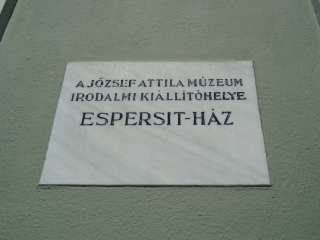 A JÓZSEF ATTILA MÚZEUM
IRODALMI KIÁLLÍTÓHELYE
ESPERSIT-HÁZ